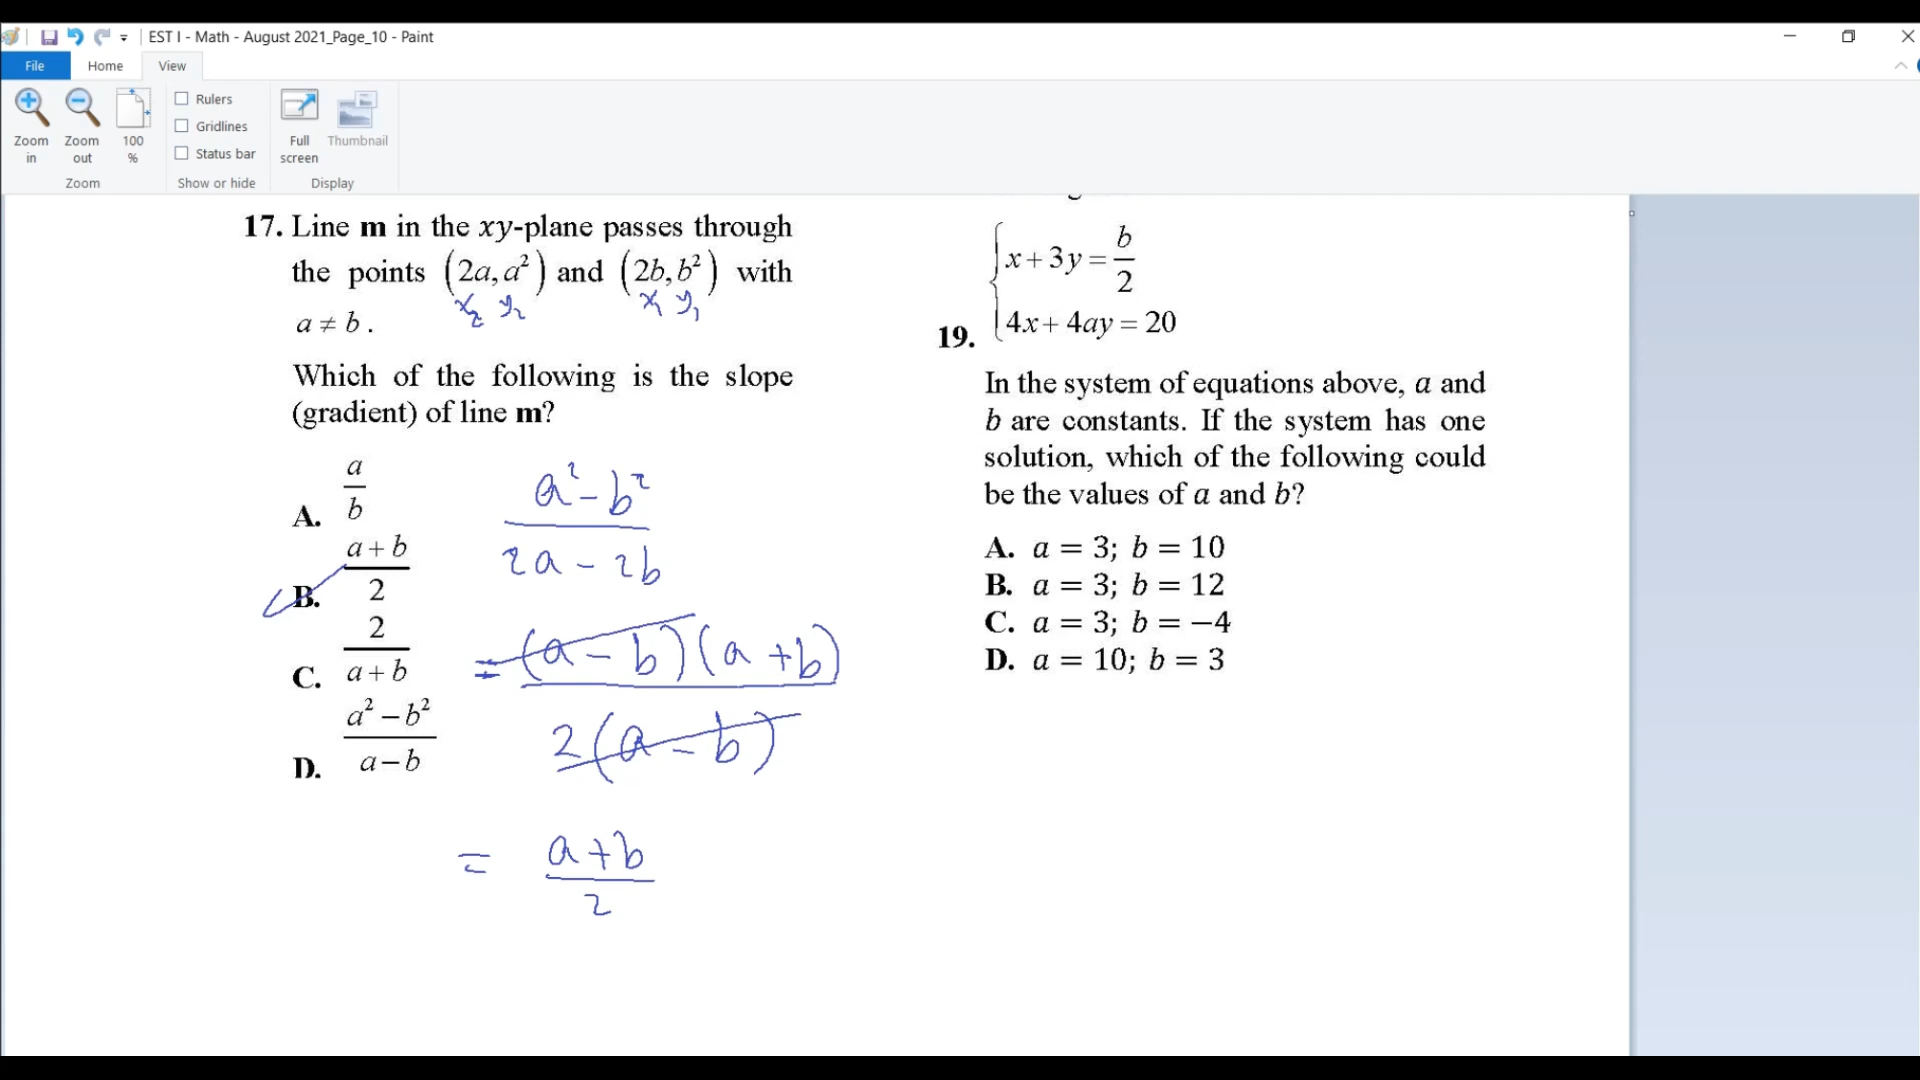 EST I - Math - August 2021_Page_10 - Paint
File Home View
Zoom in
Zoom out
100 %
Rulers
Gridlines
Status bar
Full screen
Thumbnail
Zoom
Show or hide
Display
17. Line m in the xy-plane passes through
the points (2a, a²) and (2b, b²) with
x₂ y₂ x₁ y₁
a ≠ b.
Which of the following is the slope
(gradient) of line m?
A. a/b
B. (a+b)/2
C. 2/(a+b)
D. (a²−b²)/(a−b)
a² − b²
2a − 2b
= (a − b)(a + b)
2(a − b)
= a + b
2
x + 3y = b/2
4x + 4ay = 20
19.
In the system of equations above, a and
b are constants. If the system has one
solution, which of the following could
be the values of a and b?
A. a = 3; b = 10
B. a = 3; b = 12
C. a = 3; b = −4
D. a = 10; b = 3